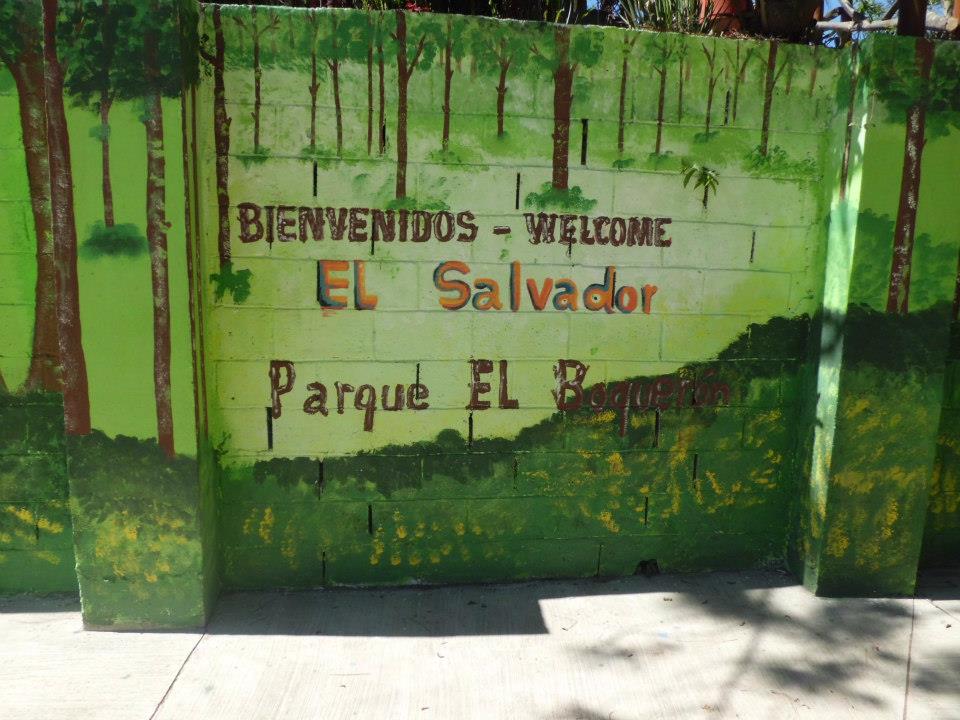 BIENVENIDOS - WELCOME
EL Salvador
Parque EL Boquerón